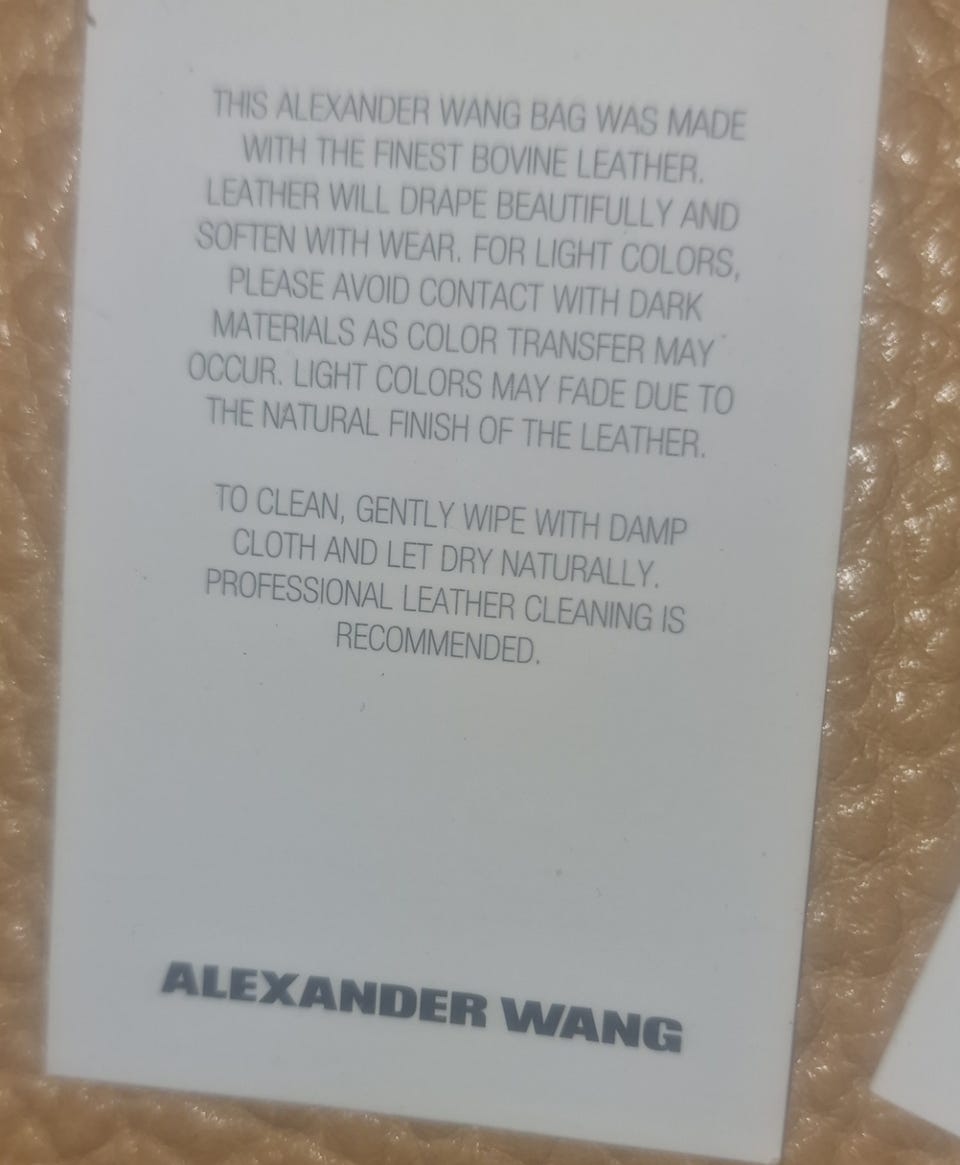 THIS ALEXANDER WANG BAG WAS MADE
WITH THE FINEST BOVINE LEATHER.
LEATHER WILL DRAPE BEAUTIFULLY AND
SOFTEN WITH WEAR. FOR LIGHT COLORS,
PLEASE AVOID CONTACT WITH DARK
MATERIALS AS COLOR TRANSFER MAY
OCCUR. LIGHT COLORS MAY FADE DUE TO
THE NATURAL FINISH OF THE LEATHER.
TO CLEAN, GENTLY WIPE WITH DAMP
CLOTH AND LET DRY NATURALLY.
PROFESSIONAL LEATHER CLEANING IS
RECOMMENDED.
ALEXANDER WANG